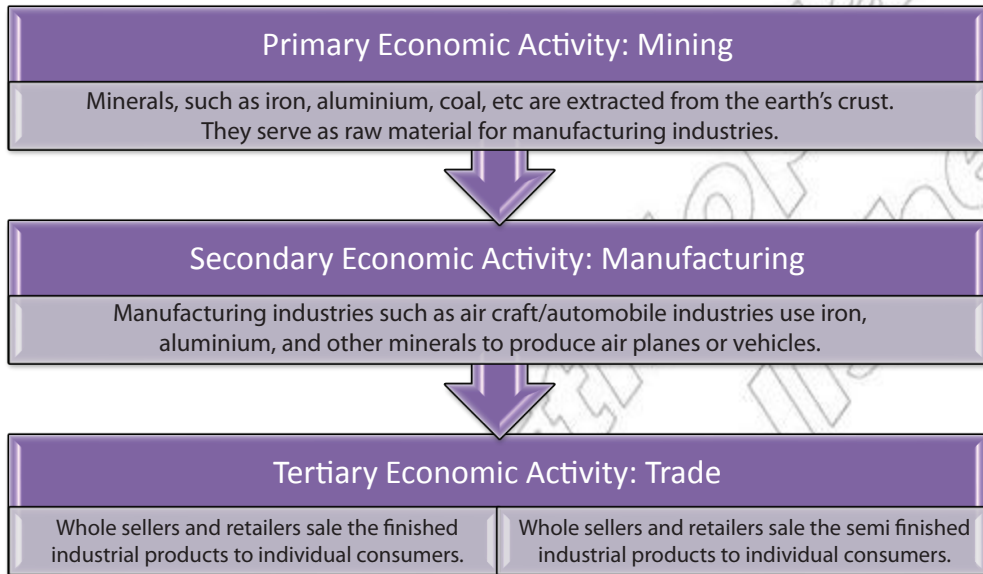 Primary Economic Activity: Mining
Minerals, such as iron, aluminium, coal, etc are extracted from the earth's crust.
They serve as raw material for manufacturing industries.
Secondary Economic Activity: Manufacturing
Manufacturing industries such as air craft/automobile industries use iron,
aluminium, and other minerals to produce air planes or vehicles.
Tertiary Economic Activity: Trade
Whole sellers and retailers sale the finished
industrial products to individual consumers.
Whole sellers and retailers sale the semi finished
industrial products to individual consumers.